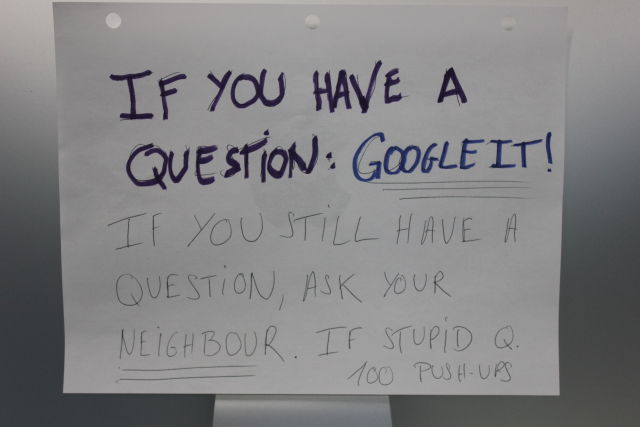 IF YOU HAVE A
QUESTION: GOOGLE IT!
IF YOU STILL HAVE A
QUESTION, ASK YOUR
NEIGHBOUR. IF STUPID Q.
100 PUSH-UPS